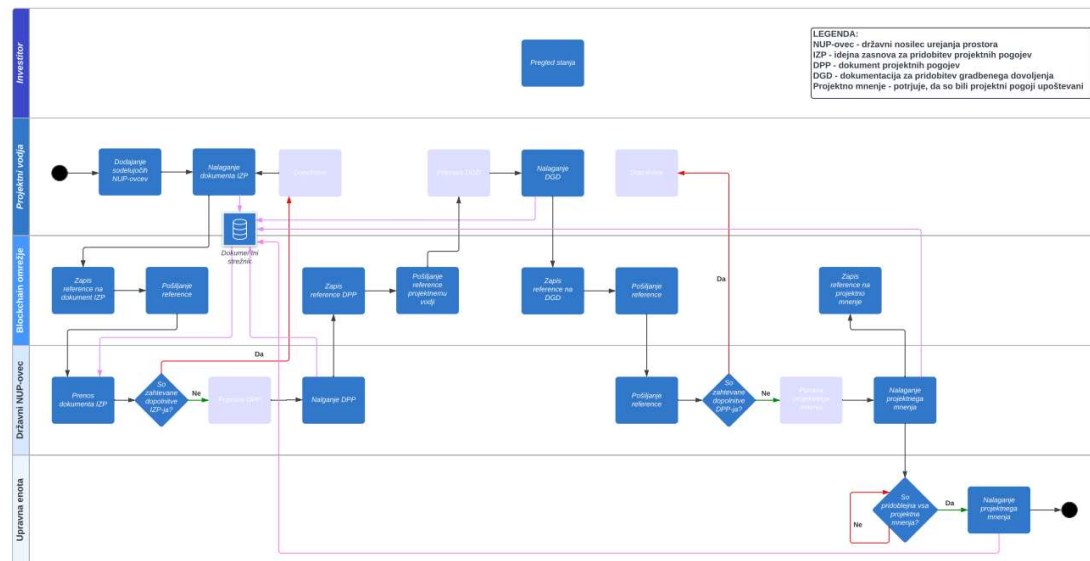 Investitor
Pregled stanja
LEGENDA:
NUP-ovec - državni nosilec urejanja prostora
IZP - idejna zasnova za pridobitev projektnih pogojev
DPP - dokument projektnih pogojev
DGD - dokumentacija za pridobitev gradbenega dovoljenja
Projektno mnenje - potrjuje, da so bili projektni pogoji upoštevani
Projektni vodja
Dodajanje
sodelujočih
NUP-ovcev
Nalaganje
dokumenta IZP
Dopolnitev
Priprava DGD
Nalaganje
DGD
Dopolnitev
Dokumentni
strežnik
Blockchain omrežje
Zapis
reference na
dokument IZP
Pošiljanje
reference
Zapis
reference DPP
Pošiljanje
reference
projektnemu
vodji
Zapis
reference na
DGD
Pošiljanje
reference
Da
Zapis
reference na
projektno
mnenje
Da
Državni NUP-ovec
Prenos
dokumenta IZP
So
zahtevane
dopolnitve
IZP-ja?
Ne
Priprava DPP
Nalganje DPP
Pošiljanje
reference
So
zahtevane
dopolnitve
DPP-ja?
Ne
Priprava
projektnega
mnenja
Nalaganje
projektnega
mnenja
Upravna enota
So
pridobljena vsa
projektna
mnenja?
Ne
Da
Nalaganje
projektnega
mnenja